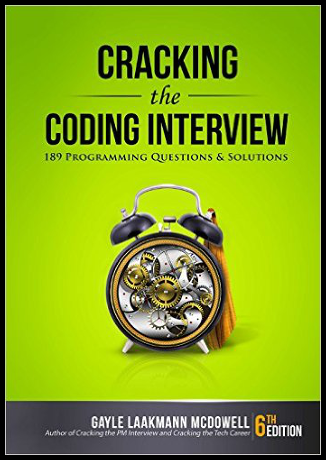 CRACKING
the
CODING INTERVIEW
189 PROGRAMMING QUESTIONS & SOLUTIONS
GAYLE LAAKMANN MCDOWELL
Author of Cracking the PM Interview and Cracking the Tech Career
6TH EDITION